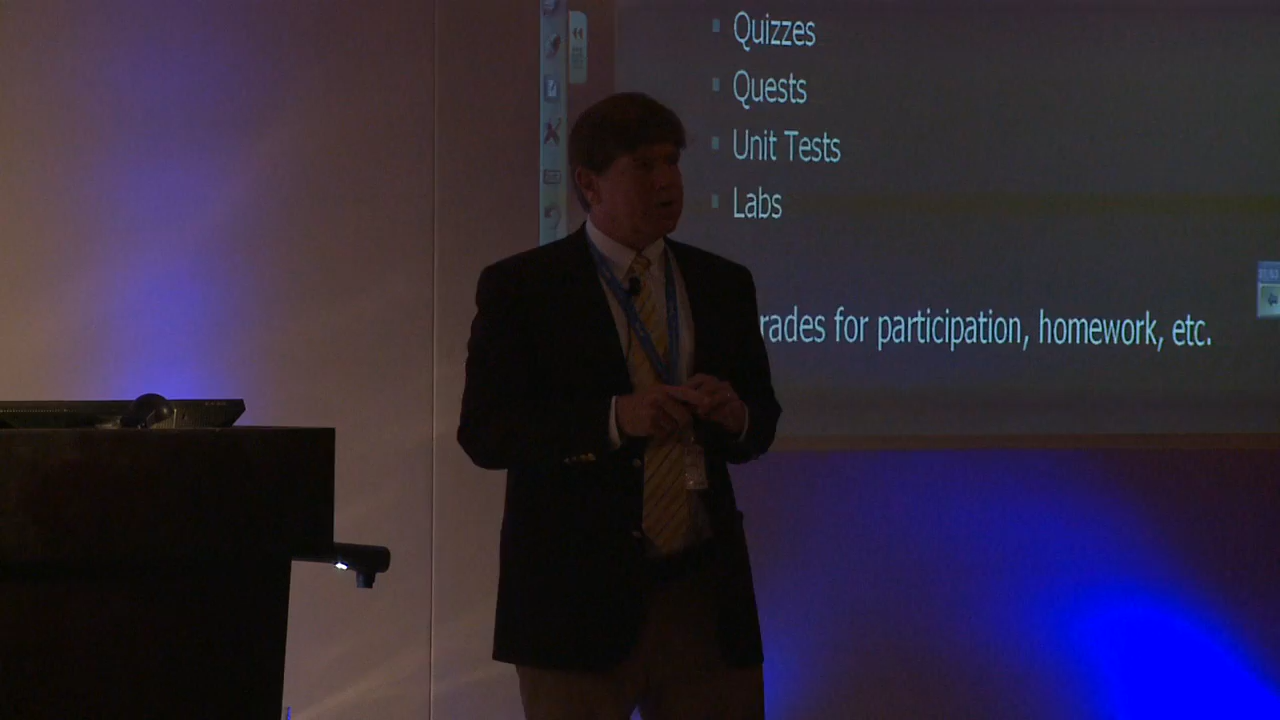 Quizzes
Quests
Unit Tests
Labs
rades for participation, homework, etc.